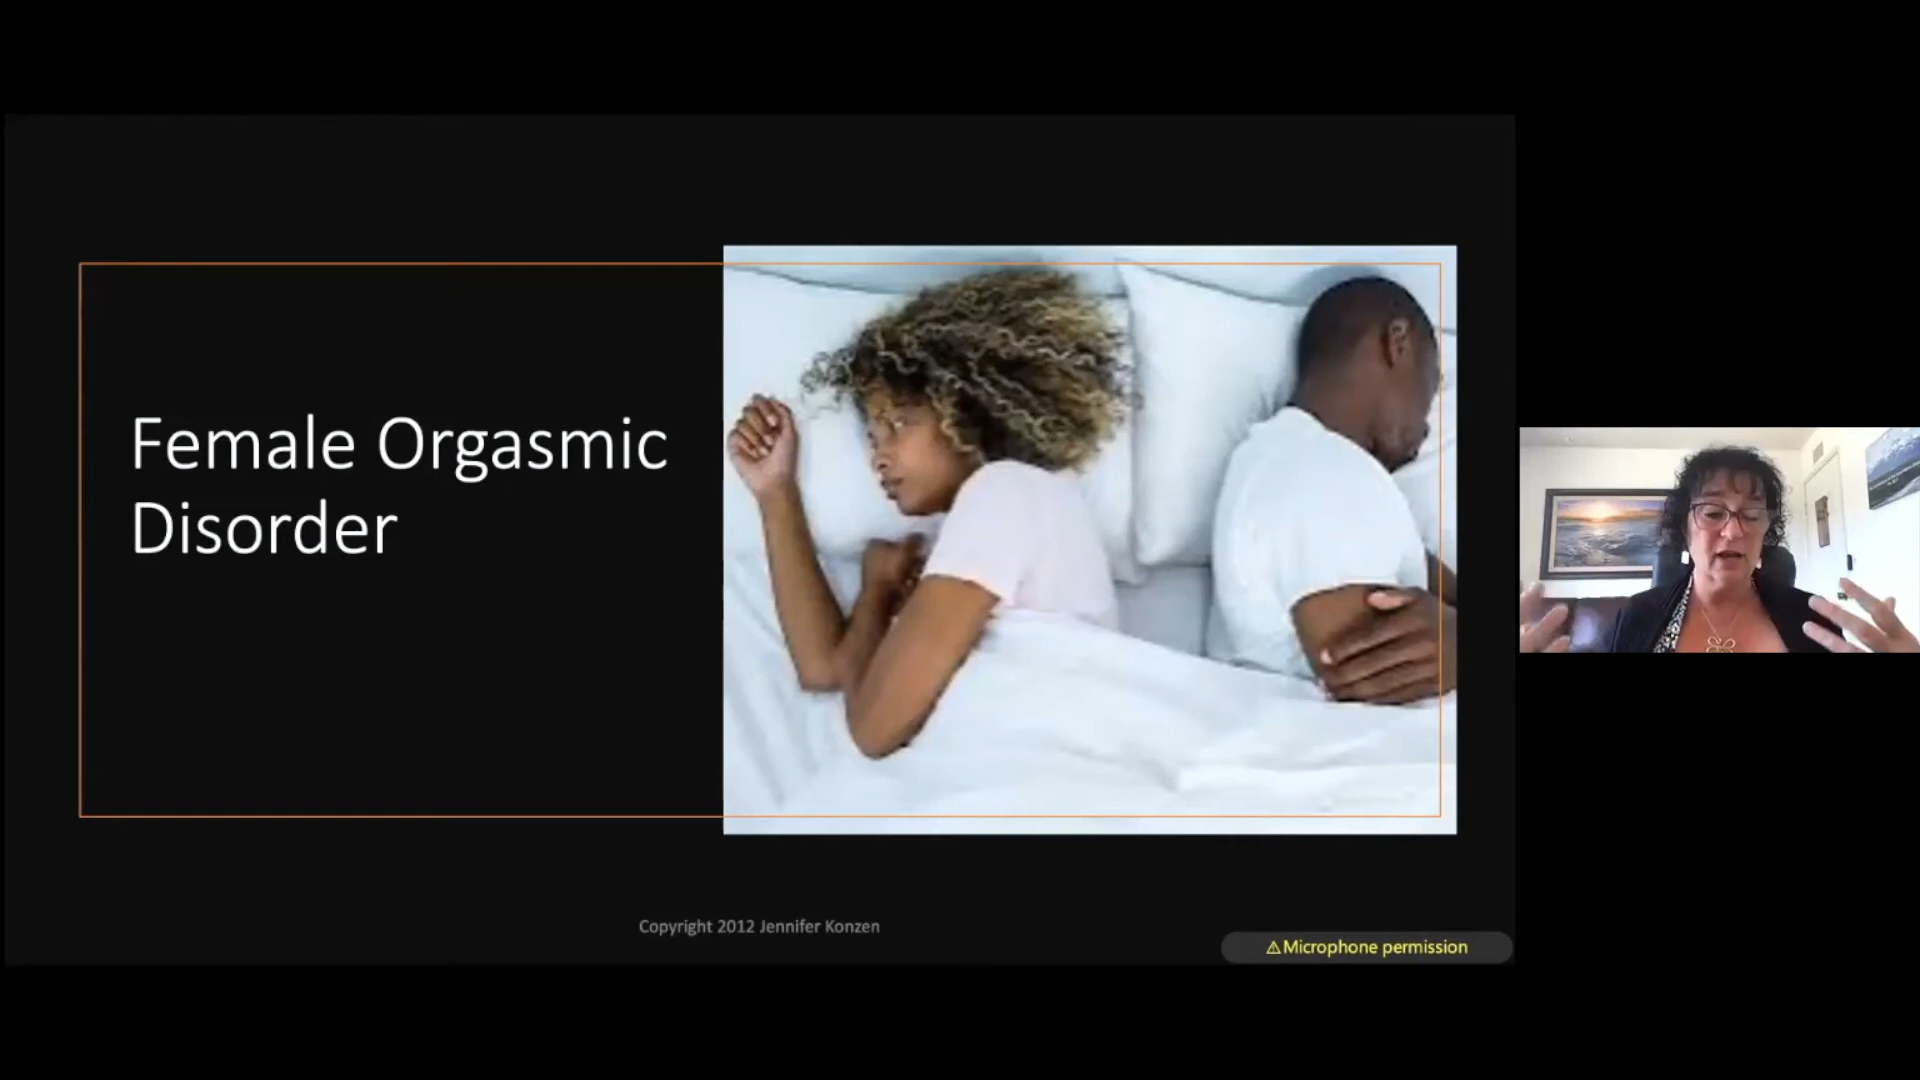 Female Orgasmic
Disorder
Copyright 2012 Jennifer Konzen
⚠Microphone permission